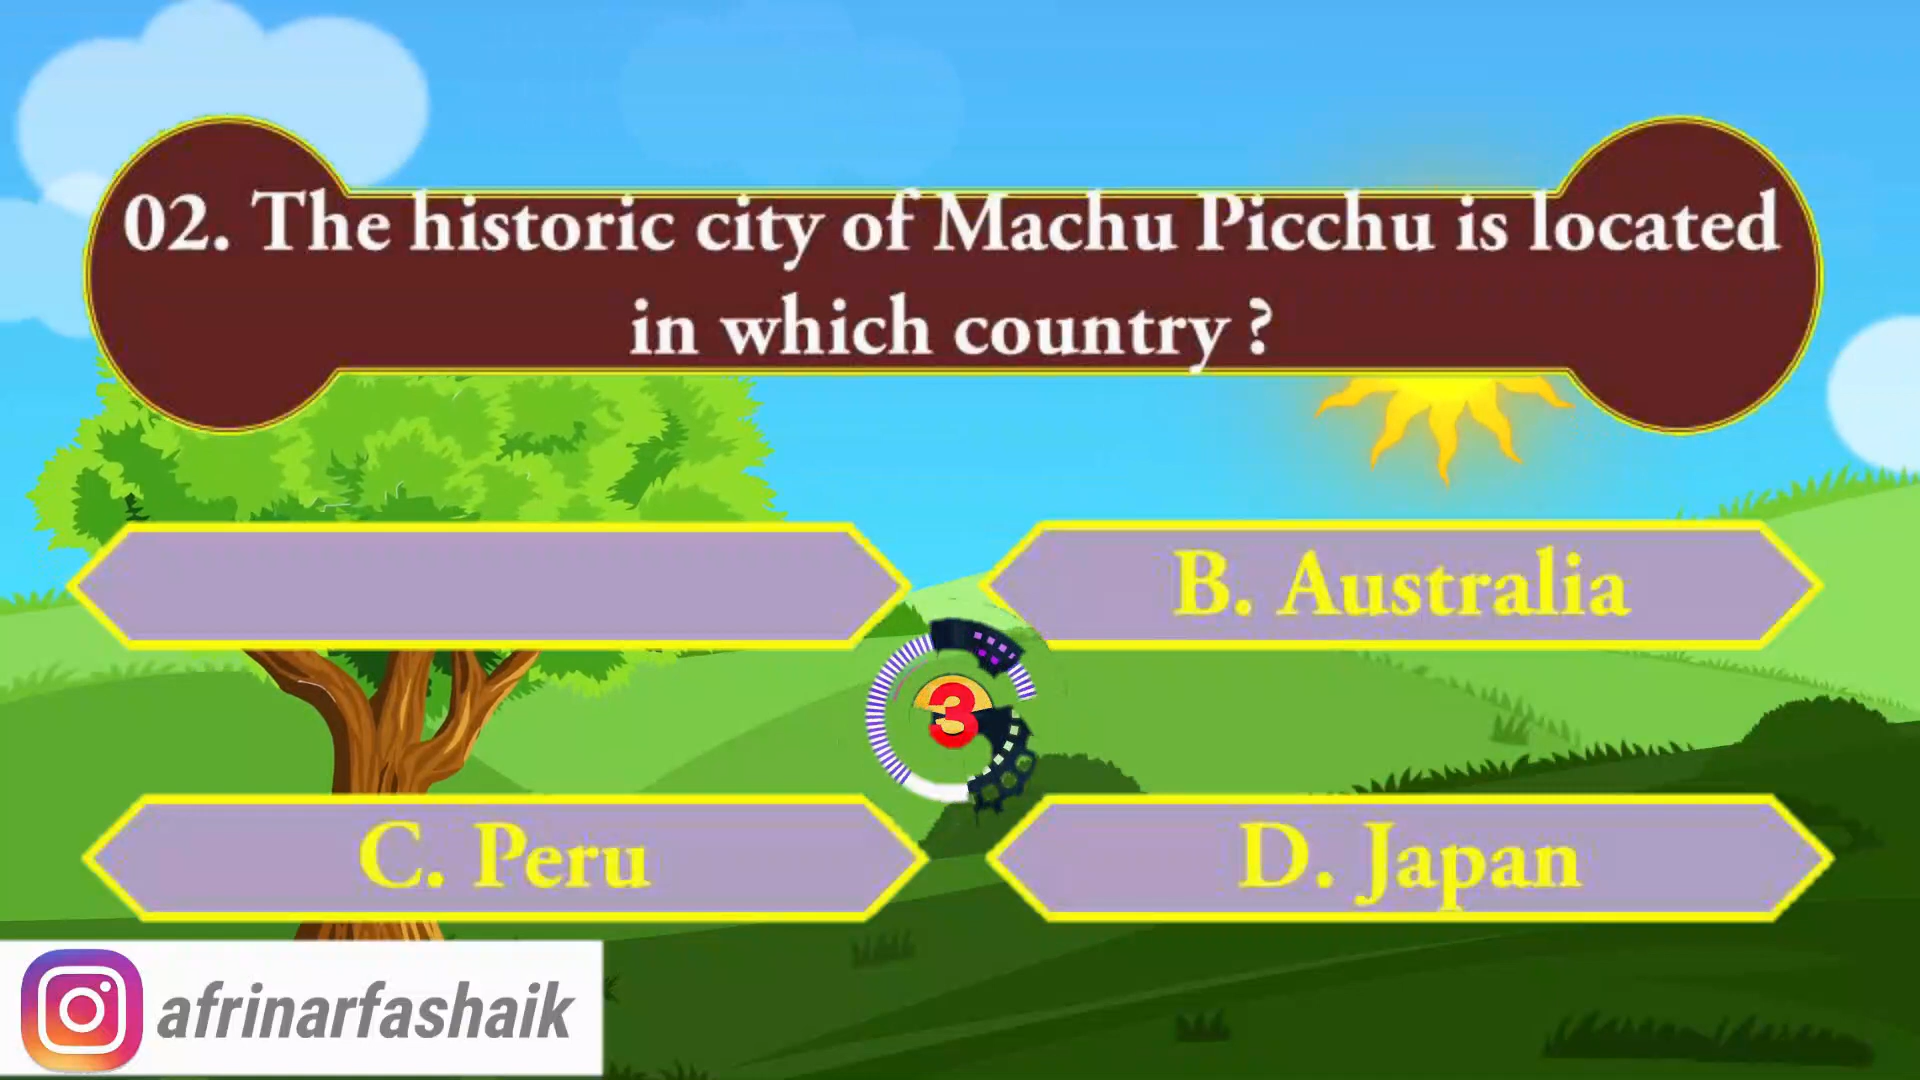 02. The historic city of Machu Picchu is located
in which country ?
B. Australia
3
C. Peru
D. Japan
afrinarfashaik